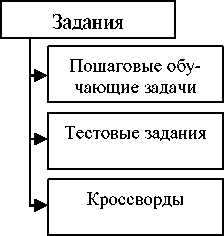 Задания
Пошаговые обу-
чающие задачи
Тестовые задания
Кроссворды